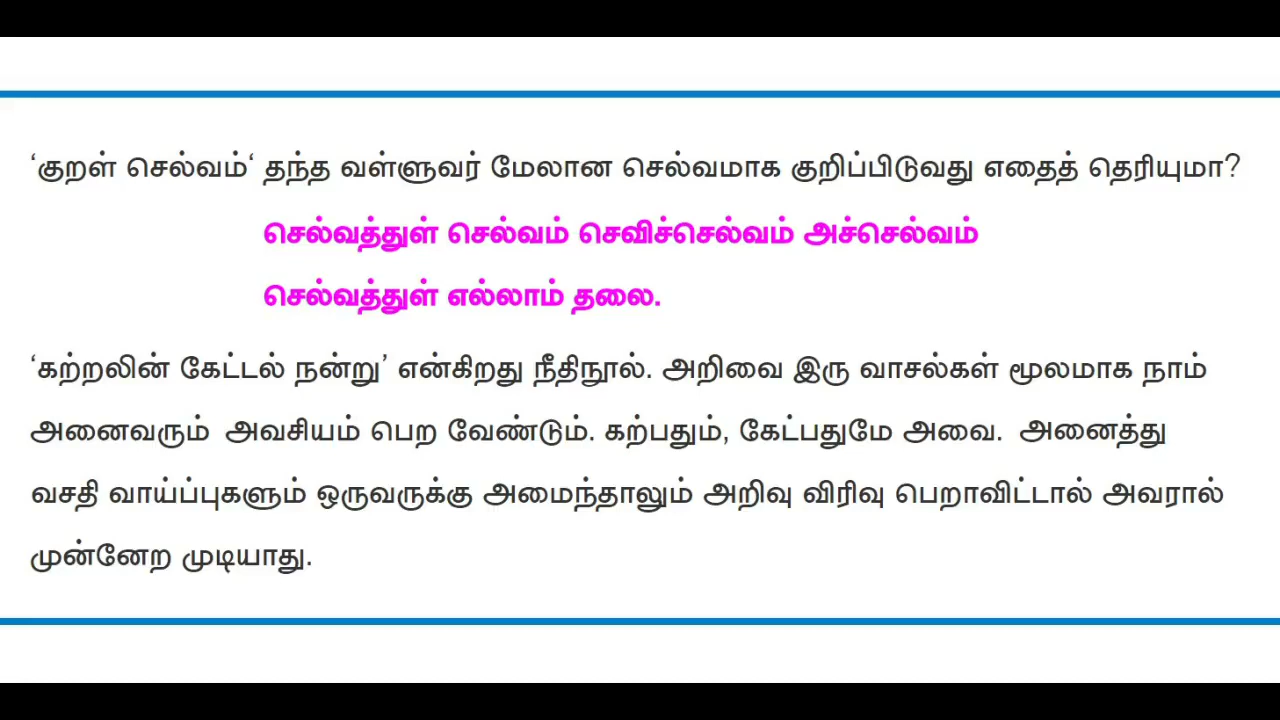 ‘குறள் செல்வம்‘ தந்த வள்ளுவர் மேலான செல்வமாக குறிப்பிடுவது எதைத் தெரியுமா?
செல்வத்துள் செல்வம் செவிச்செல்வம் அச்செல்வம்
செல்வத்துள் எல்லாம் தலை.
‘கற்றலின் கேட்டல் நன்று’ என்கிறது நீதிநூல். அறிவை இரு வாசல்கள் மூலமாக நாம்
அனைவரும் அவசியம் பெற வேண்டும். கற்பதும், கேட்பதுமே அவை. அனைத்து
வசதி வாய்ப்புகளும் ஒருவருக்கு அமைந்தாலும் அறிவு விரிவு பெறாவிட்டால் அவரால்
முன்னேற முடியாது.